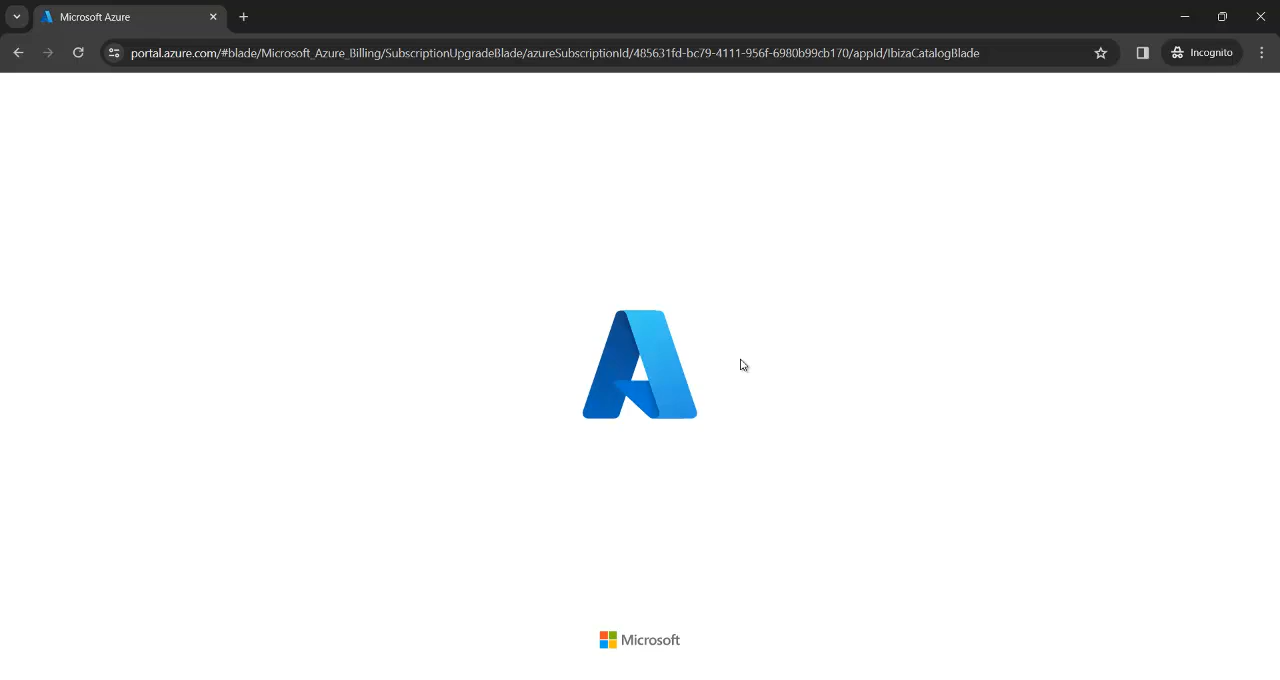 Microsoft Azure
portal.azure.com/#blade/Microsoft_Azure_Billing/SubscriptionUpgradeBlade/azureSubscriptionId/485631fd-bc79-4111-956f-6980b99cb170/appId/IbizaCatalogBlade
Incognito
Microsoft